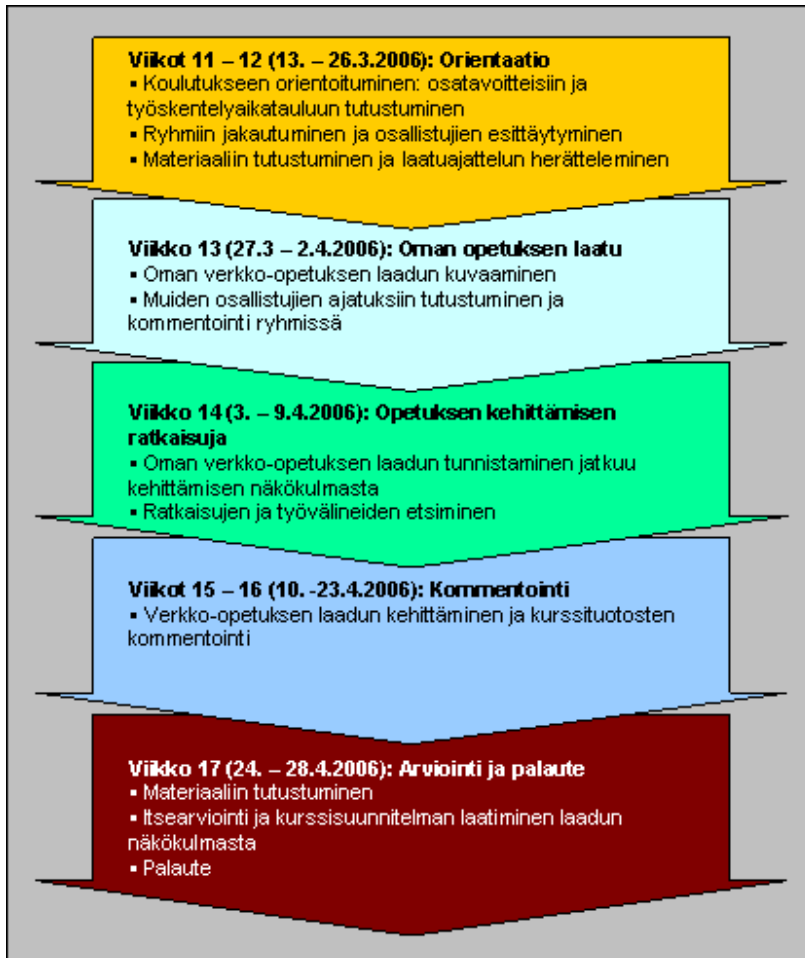 Viikot 11 – 12 (13. – 26.3.2006): Orientaatio
▪ Koulutukseen orientoituminen: osatavoitteisiin ja
työskentelyaikatauluun tutustuminen
▪ Ryhmiin jakautuminen ja osallistujien esittäytyminen
▪ Materiaaliin tutustuminen ja laatuajattelun herätteleminen
Viikko 13 (27.3 – 2.4.2006): Oman opetuksen laatu
▪ Oman verkko-opetuksen laadun kuvaaminen
▪ Muiden osallistujien ajatuksiin tutustuminen ja
kommentointi ryhmissä
Viikko 14 (3. – 9.4.2006): Opetuksen kehittämisen
ratkaisuja
▪ Oman verkko-opetuksen laadun tunnistaminen jatkuu
kehittämisen näkökulmasta
▪ Ratkaisujen ja työvälineiden etsiminen
Viikot 15 – 16 (10. -23.4.2006): Kommentointi
▪ Verkko-opetuksen laadun kehittäminen ja kurssituotosten
kommentointi
Viikko 17 (24. – 28.4.2006): Arviointi ja palaute
▪ Materiaaliin tutustuminen
▪ Itsearviointi ja kurssisuunnitelman laatiminen laadun
näkökulmasta
▪ Palaute